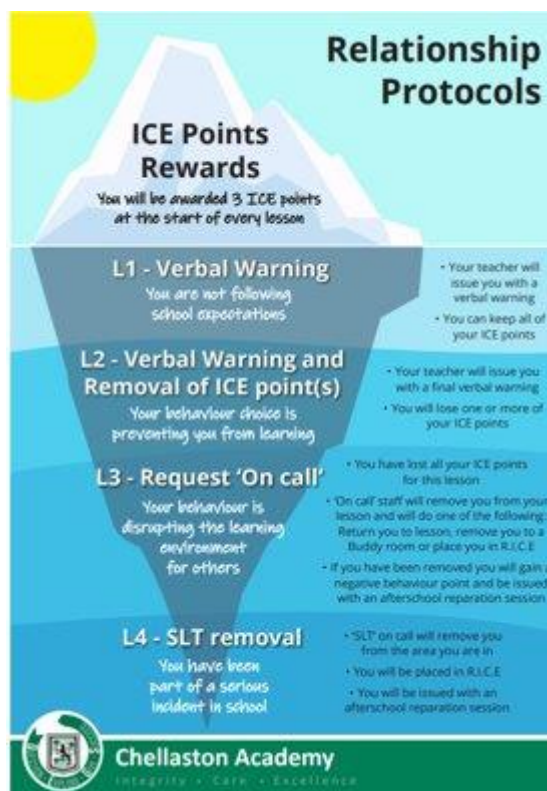 Relationship
Protocols
ICE Points
Rewards
You will be awarded 3 ICE points
at the start of every lesson
L1 - Verbal Warning
You are not following
school expectations
• Your teacher will
issue you with a
verbal warning
• You can keep all of
your ICE points
L2 - Verbal Warning and
Removal of ICE point(s)
Your behaviour choice is
preventing you from learning
• Your teacher will issue you
with a final verbal warning
• You will lose one or more of
your ICE points
L3 - Request 'On call'
Your behaviour is
disrupting the learning
environment
for others
• You have lost all your ICE points
for this lesson
• 'On call' staff will remove you from your
lesson and will do one of the following:
Return you to lesson, remove you to a
Buddy room or place you in R.I.C.E
• If you have been removed you will gain a
negative behaviour point and be issued
with an afterschool reparation session
L4 - SLT removal
You have been
part of a serious
incident in school
• 'SLT' on call will remove you
from the area you are in
• You will be placed in R.I.C.E
• You will be issued with an
afterschool reparation session
Chellaston Academy
Integrity • Care • Excellence